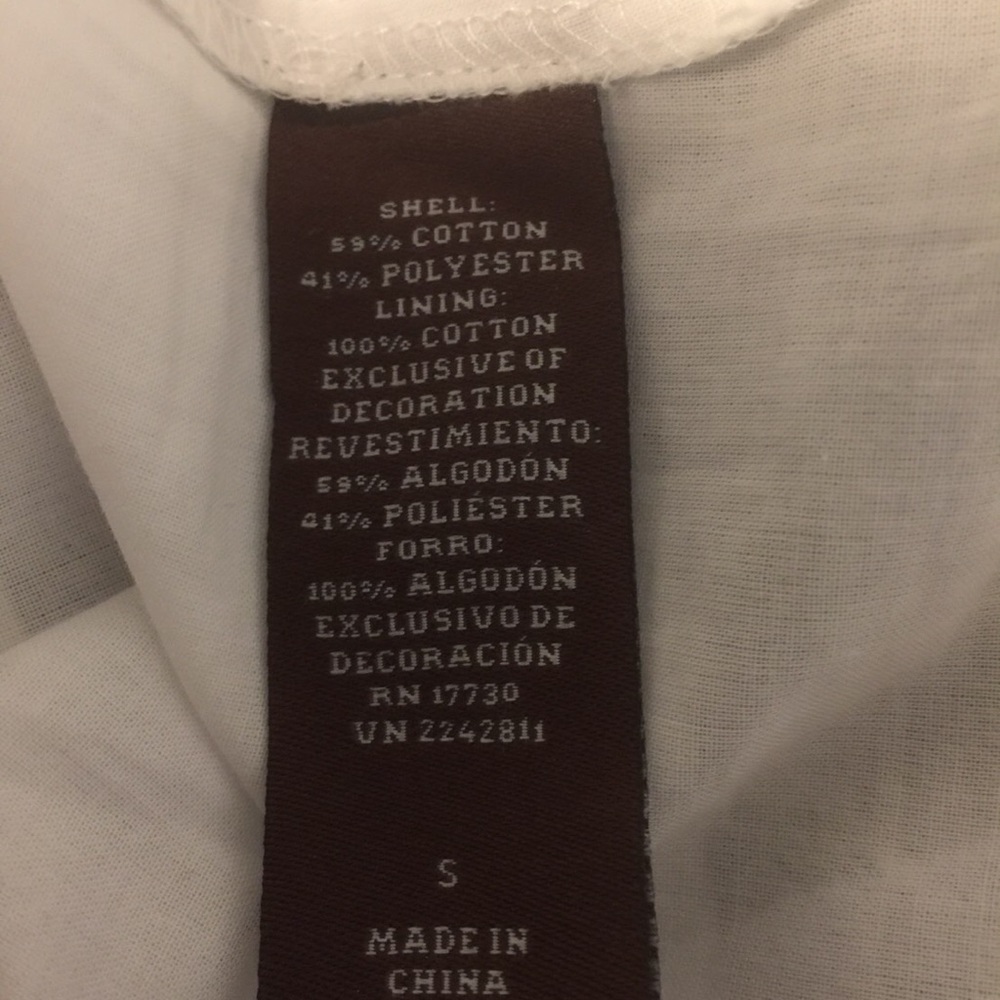 SHELL:
59% COTTON
41% POLYESTER
LINING:
100% COTTON
EXCLUSIVE OF
DECORATION
REVESTIMIENTO:
59% ALGODÓN
41% POLIÉSTER
FORRO:
100% ALGODÓN
EXCLUSIVO DE
DECORACIÓN
RN 17730
VN 2242811
S
MADE IN
CHINA